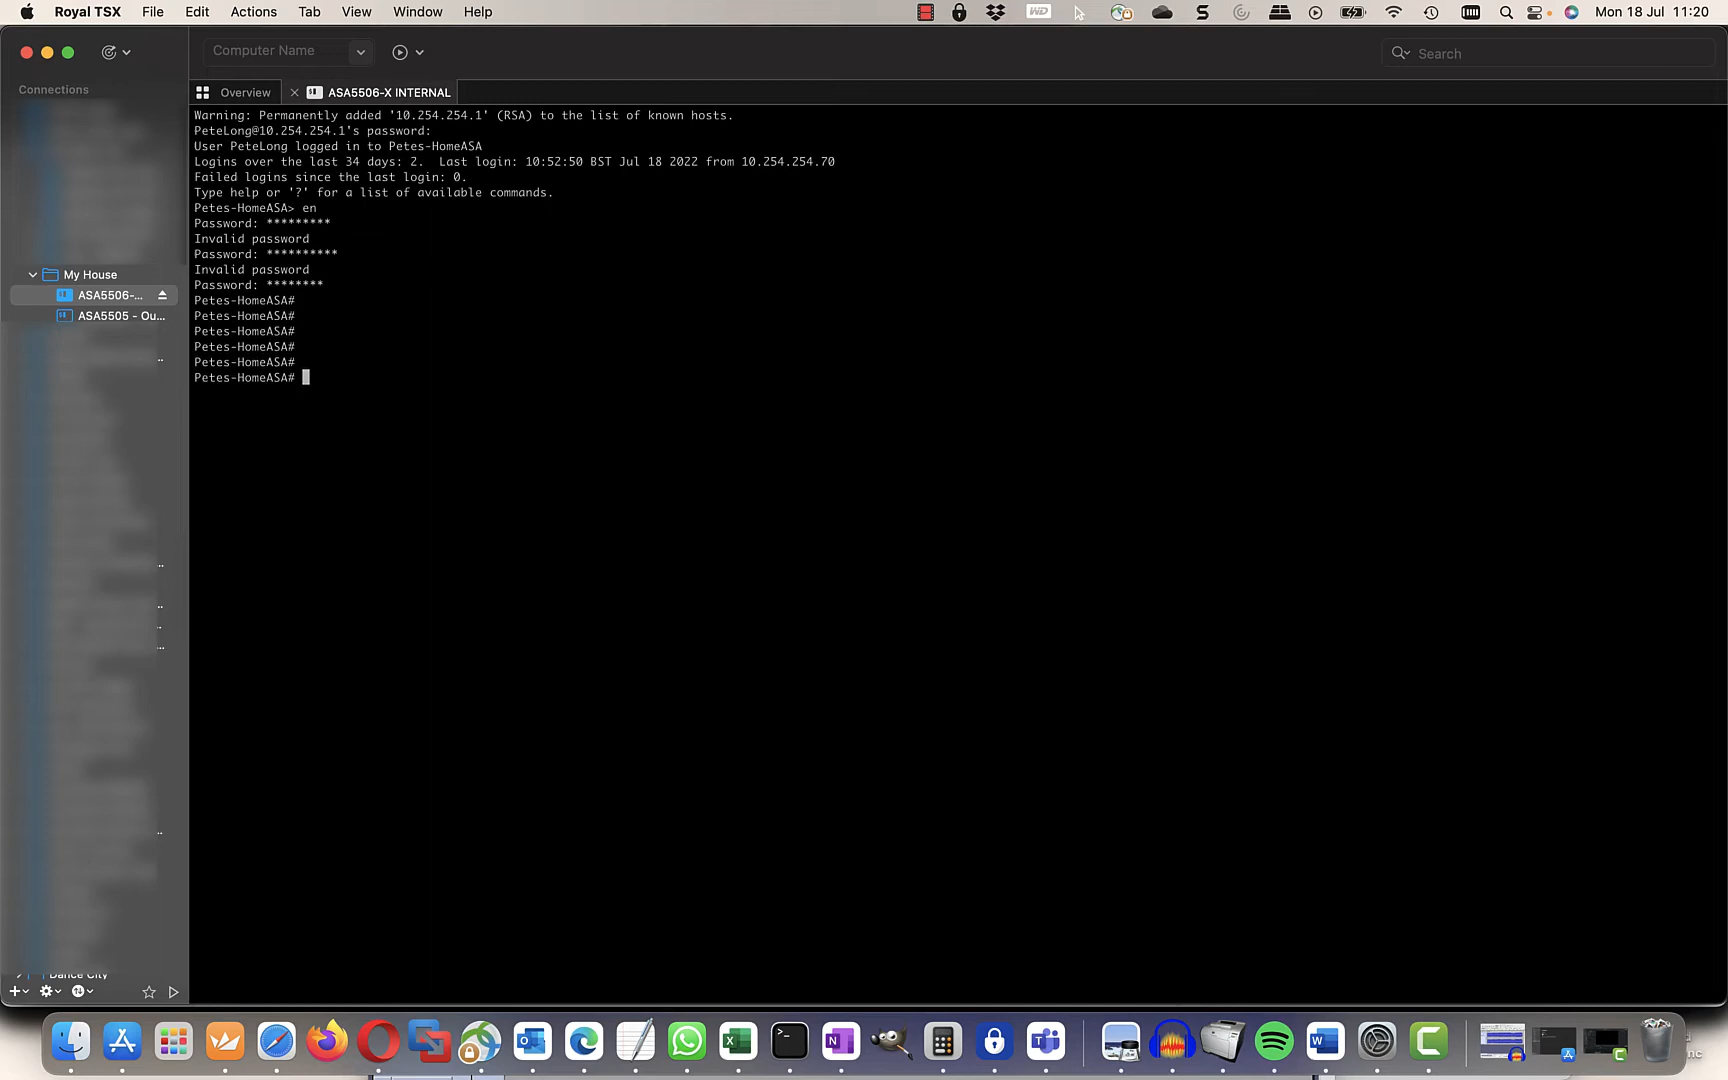 Royal TSX File Edit Actions Tab View Window Help WD Mon 18 Jul 11:20
Computer Name Search
Connections
Overview ASA5506-X INTERNAL
Warning: Permanently added '10.254.254.1' (RSA) to the list of known hosts.
PeteLong@10.254.254.1's password:
User PeteLong logged in to Petes-HomeASA
Logins over the last 34 days: 2.  Last login: 10:52:50 BST Jul 18 2022 from 10.254.254.70
Failed logins since the last login: 0.
Type help or '?' for a list of available commands.
Petes-HomeASA> en
Password: *********
Invalid password
Password: **********
Invalid password
Password: ********
Petes-HomeASA#
Petes-HomeASA#
Petes-HomeASA#
Petes-HomeASA#
Petes-HomeASA#
Petes-HomeASA#
My House
ASA5506-...
ASA5505 - Ou...
Dance City